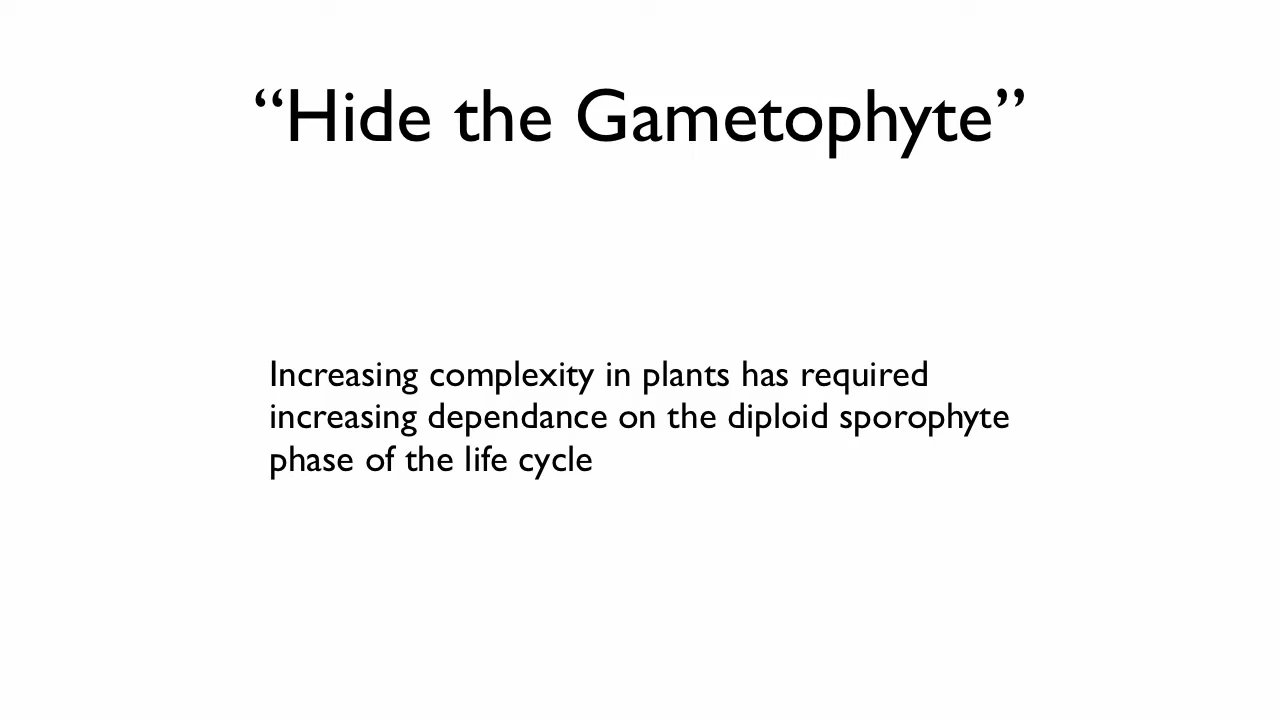 “Hide the Gametophyte”
Increasing complexity in plants has required
increasing dependance on the diploid sporophyte
phase of the life cycle